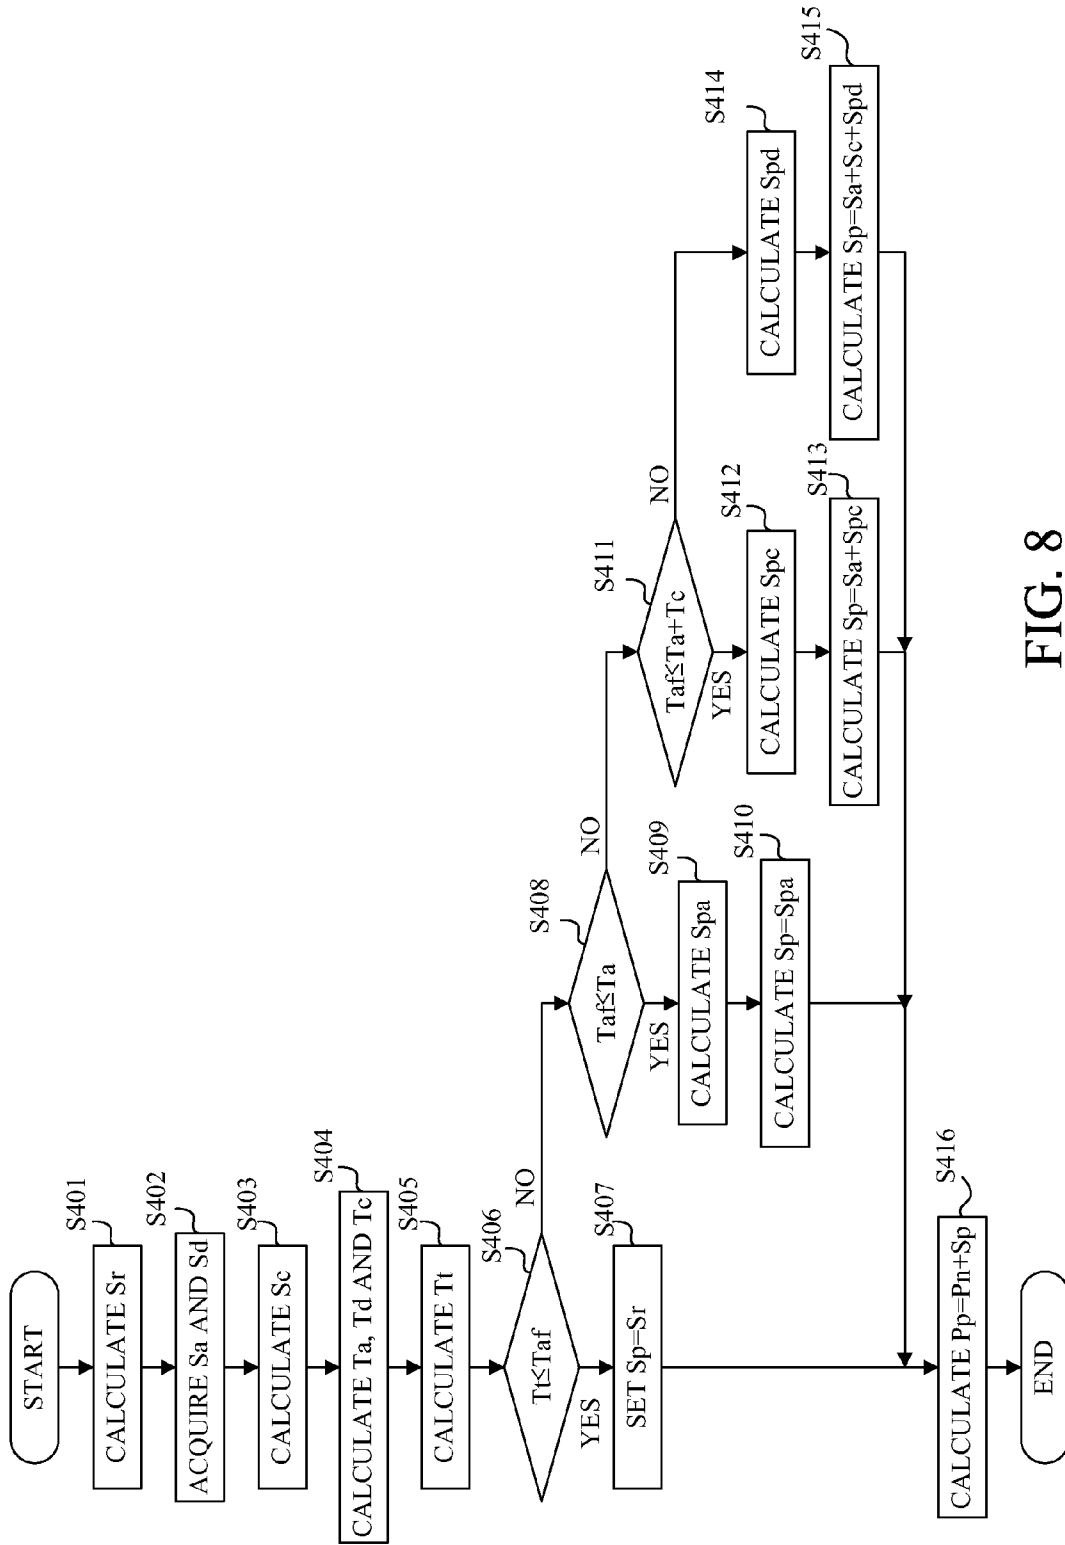 START
S401
CALCULATE Sr
S402
ACQUIRE Sa AND Sd
S403
CALCULATE Sc
S404
CALCULATE Ta, Td AND Tc
S405
CALCULATE Tt
S406
Tt≤Taf
NO
YES
S407
SET Sp=Sr
S408
Taf≤Ta
NO
YES
S409
CALCULATE Spa
S410
CALCULATE Sp=Spa
S411
Taf≤Ta+Tc
NO
YES
S412
CALCULATE Spc
S413
CALCULATE Sp=Sa+Spc
S414
CALCULATE Spd
S415
CALCULATE Sp=Sa+Sc+Spd
S416
CALCULATE Pp=Pn+Sp
END
FIG. 8